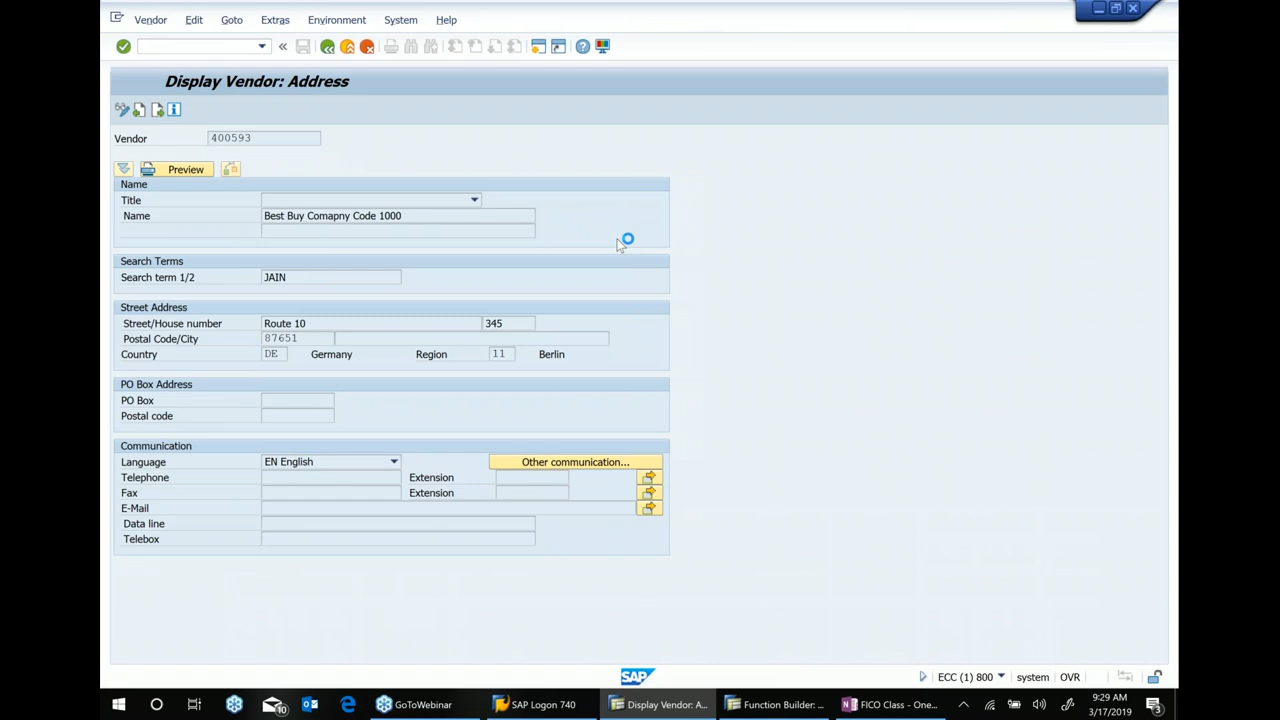 Vendor Edit Goto Extras Environment System Help
Display Vendor: Address
Vendor 400593
Preview
Name
Title
Name Best Buy Comapny Code 1000
Search Terms
Search term 1/2 JAIN
Street Address
Street/House number Route 10 345
Postal Code/City 87651
Country DE Germany Region 11 Berlin
PO Box Address
PO Box
Postal code
Communication
Language EN English Other communication...
Telephone Extension
Fax Extension
E-Mail
Data line
Telebox
SAP ECC (1) 800 system OVR
10 GoToWebinar SAP Logon 740 Display Vendor: A... Function Builder: ... FICO Class - One... 9:29 AM
3/17/2019 3